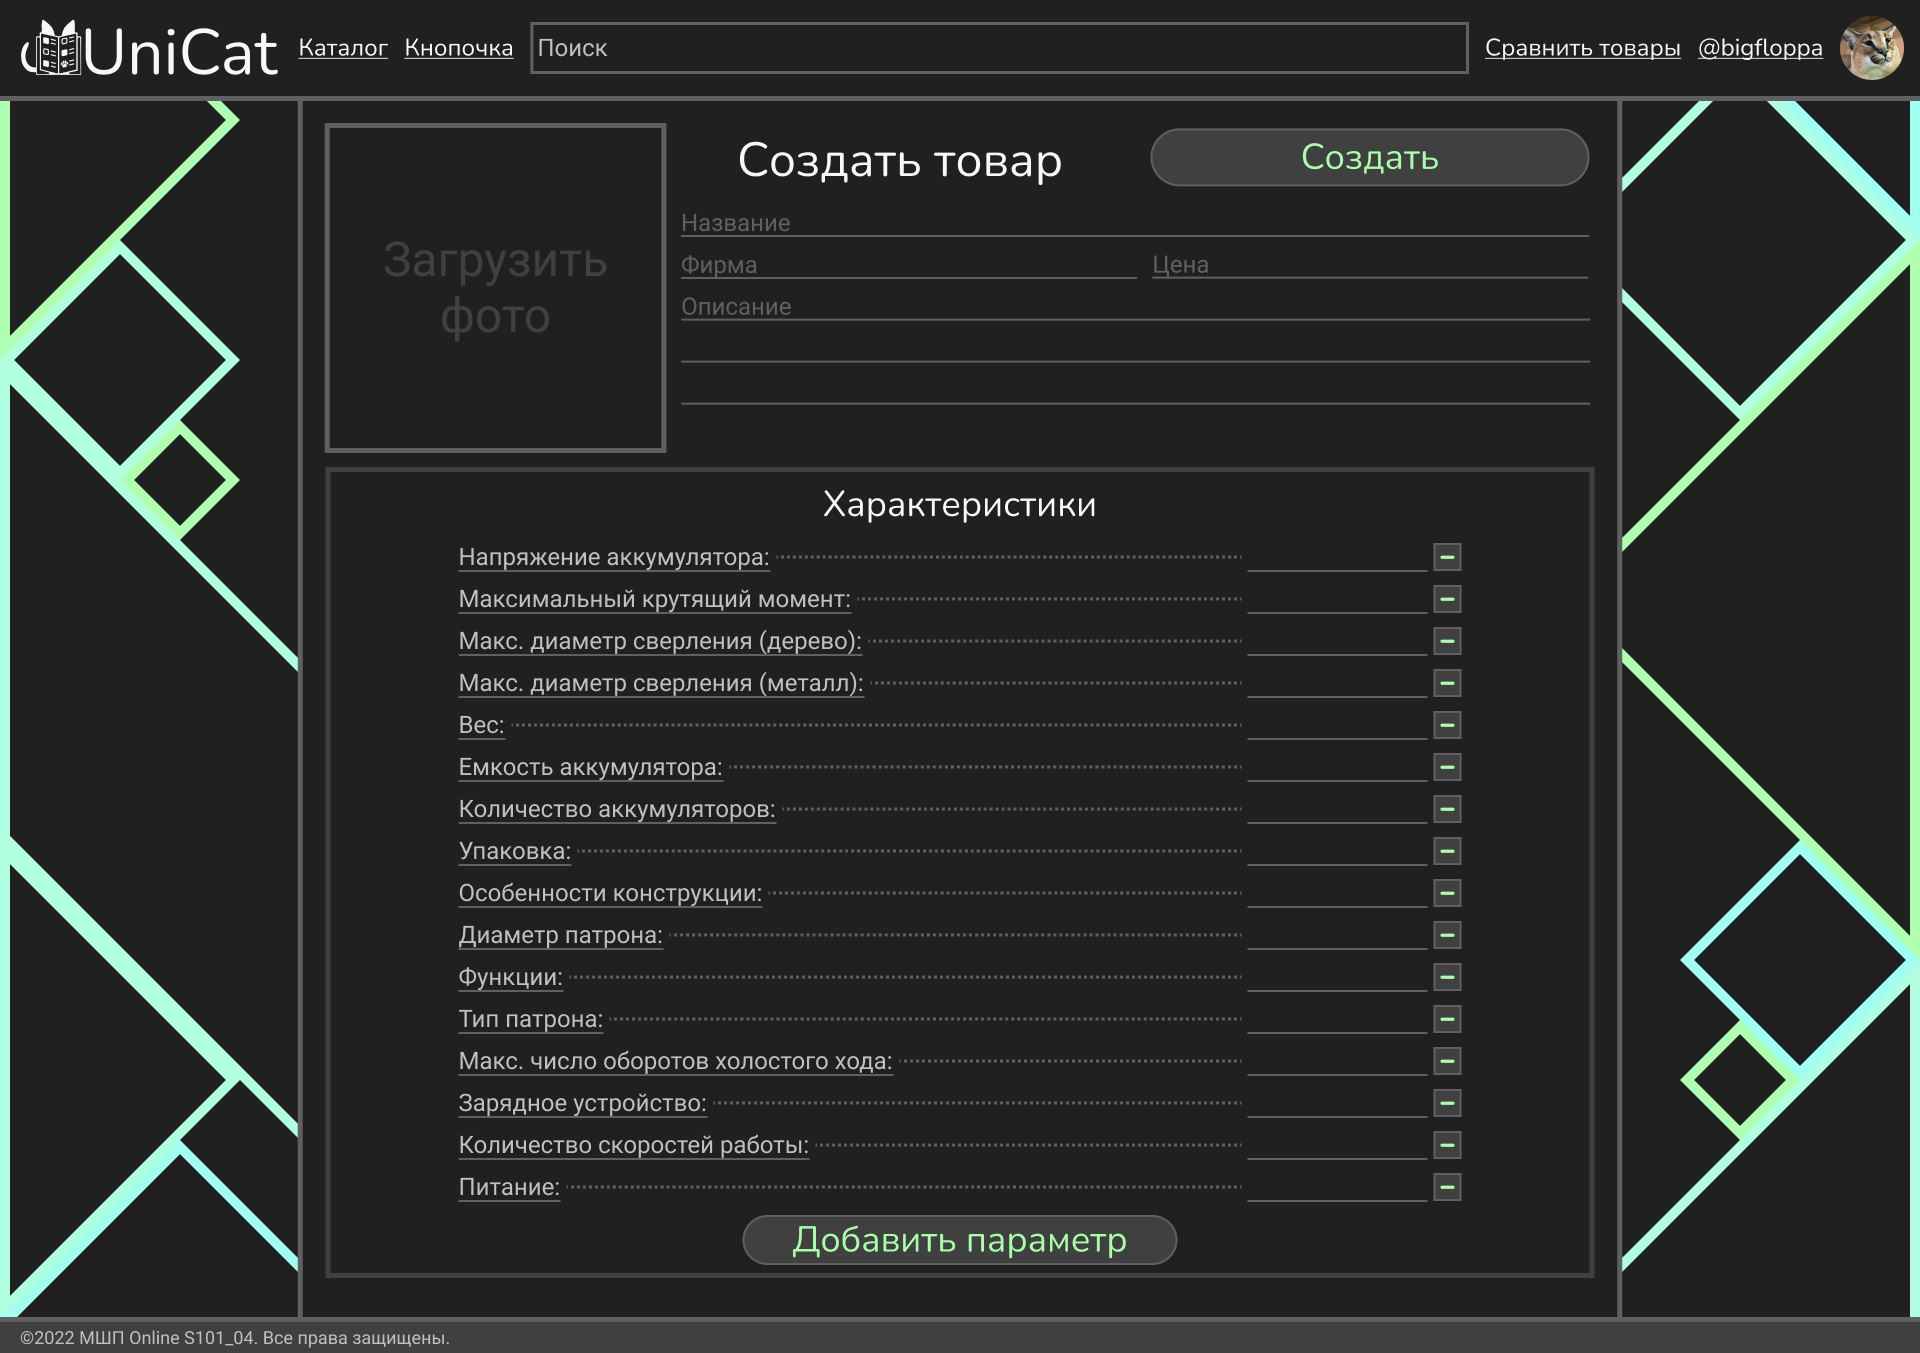 UniCat
Каталог
Кнопочка
Поиск
Сравнить товары
@bigfloppa
Загрузить
фото
Создать товар
Создать
Название
Фирма
Цена
Описание
Характеристики
Напряжение аккумулятора:
Максимальный крутящий момент:
Макс. диаметр сверления (дерево):
Макс. диаметр сверления (металл):
Вес:
Емкость аккумулятора:
Количество аккумуляторов:
Упаковка:
Особенности конструкции:
Диаметр патрона:
Функции:
Тип патрона:
Макс. число оборотов холостого хода:
Зарядное устройство:
Количество скоростей работы:
Питание:
Добавить параметр
©2022 МШП Online S101_04. Все права защищены.